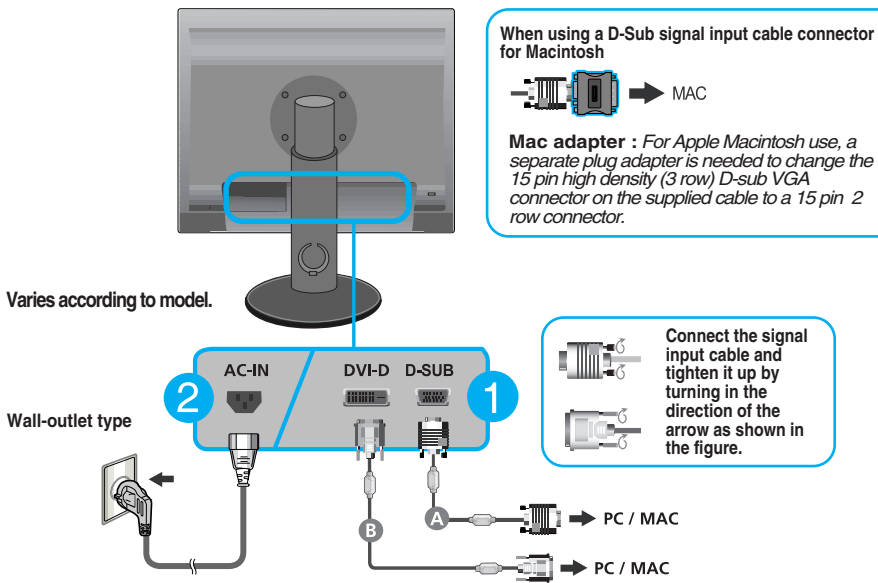 When using a D-Sub signal input cable connector
for Macintosh
MAC
Mac adapter : For Apple Macintosh use, a
separate plug adapter is needed to change the
15 pin high density (3 row) D-sub VGA
connector on the supplied cable to a 15 pin 2
row connector.
Varies according to model.
AC-IN
DVI-D
D-SUB
2
1
Wall-outlet type
Connect the signal
input cable and
tighten it up by
turning in the
direction of the
arrow as shown in
the figure.
A
PC / MAC
B
PC / MAC